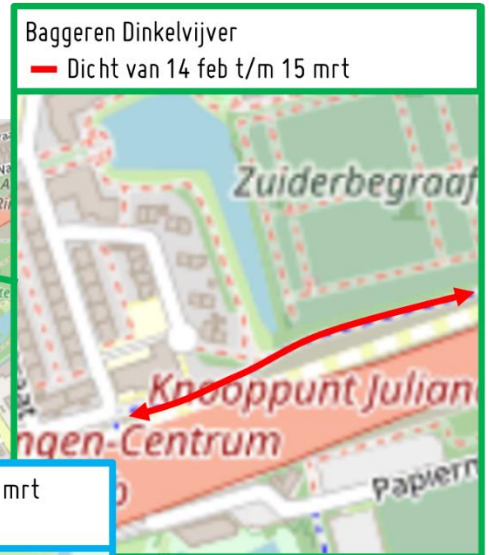 Baggeren Dinkelvijver
Dicht van 14 feb t/m 15 mrt
Zuiderbegraaf
Knooppunt Julian
ngen-Centrum
Papierm
mrt